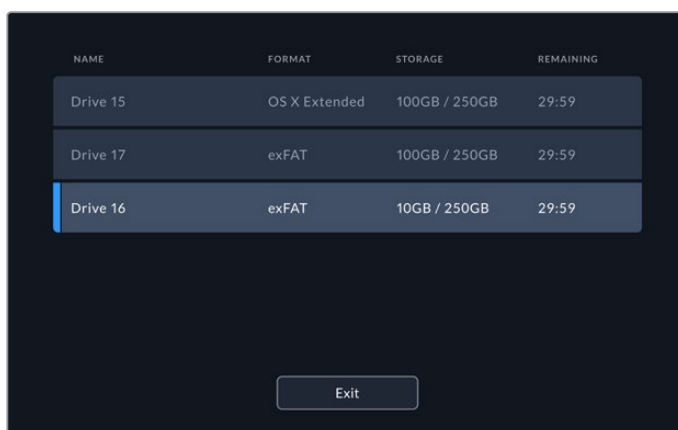 NAME FORMAT STORAGE REMAINING
Drive 15 OS X Extended 100GB / 250GB 29:59
Drive 17 exFAT 100GB / 250GB 29:59
Drive 16 exFAT 10GB / 250GB 29:59
Exit